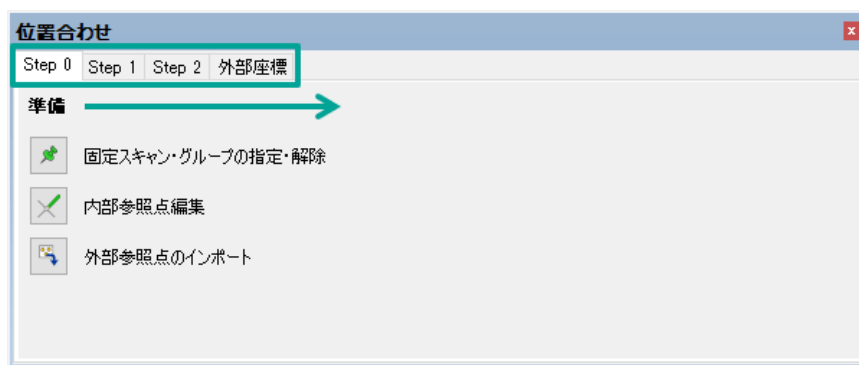 位置合わせ
Step 0 Step 1 Step 2 外部座標
準備
固定スキャン・グループの指定・解除
内部参照点編集
外部参照点のインポート